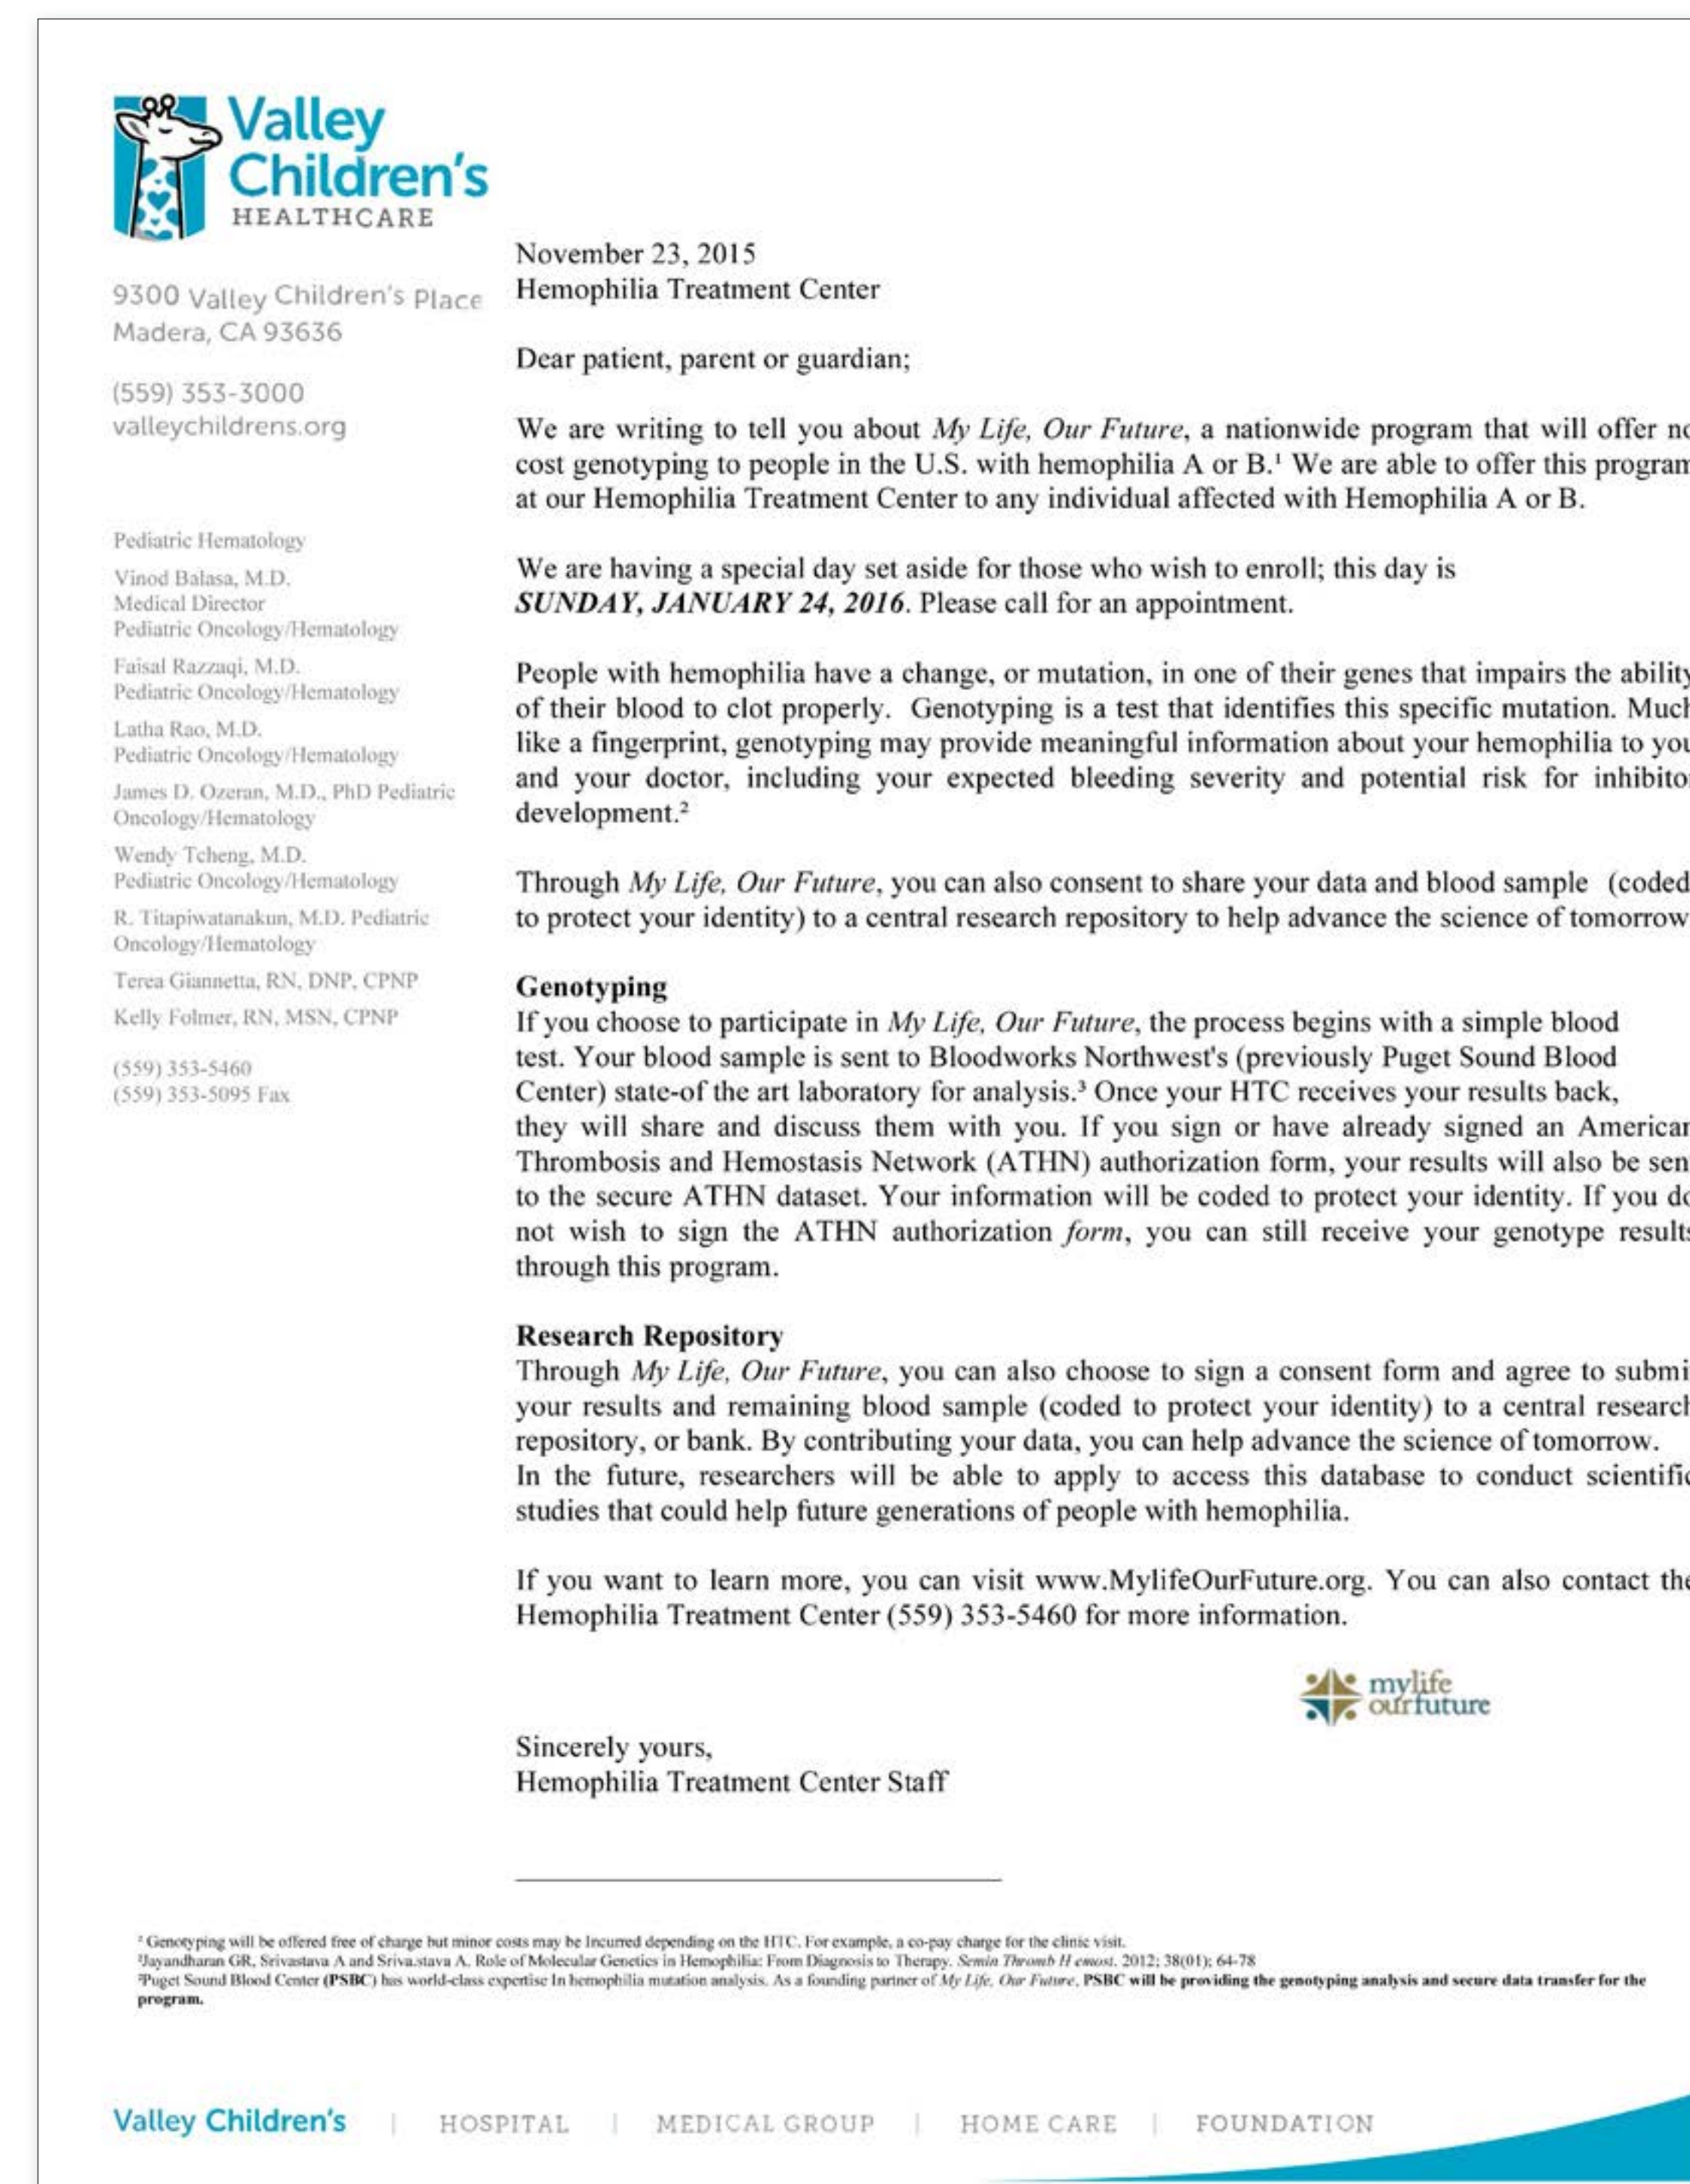 Valley
Children's
HEALTHCARE
9300 Valley Children's Place
Madera, CA 93636
(559) 353-3000
valleychildrens.org
Pediatric Hematology
Vinod Balasa, M.D.
Medical Director
Pediatric Oncology/Hematology
Faisal Razzaqi, M.D.
Pediatric Oncology/Hematology
Latha Rao, M.D.
Pediatric Oncology/Hematology
James D. Ozeran, M.D., PhD Pediatric
Oncology/Hematology
Wendy Tcheng, M.D.
Pediatric Oncology/Hematology
R. Titapiwatanakun, M.D. Pediatric
Oncology/Hematology
Terea Giannetta, RN, DNP, CPNP
Kelly Folmer, RN, MSN, CPNP
(559) 353-5460
(559) 353-5095 Fax
November 23, 2015
Hemophilia Treatment Center
Dear patient, parent or guardian;
We are writing to tell you about My Life, Our Future, a nationwide program that will offer no
cost genotyping to people in the U.S. with hemophilia A or B.¹ We are able to offer this program
at our Hemophilia Treatment Center to any individual affected with Hemophilia A or B.
We are having a special day set aside for those who wish to enroll; this day is
SUNDAY, JANUARY 24, 2016. Please call for an appointment.
People with hemophilia have a change, or mutation, in one of their genes that impairs the ability
of their blood to clot properly. Genotyping is a test that identifies this specific mutation. Much
like a fingerprint, genotyping may provide meaningful information about your hemophilia to you
and your doctor, including your expected bleeding severity and potential risk for inhibitor
development.²
Through My Life, Our Future, you can also consent to share your data and blood sample (coded
to protect your identity) to a central research repository to help advance the science of tomorrow
Genotyping
If you choose to participate in My Life, Our Future, the process begins with a simple blood
test. Your blood sample is sent to Bloodworks Northwest's (previously Puget Sound Blood
Center) state-of the art laboratory for analysis.³ Once your HTC receives your results back,
they will share and discuss them with you. If you sign or have already signed an American
Thrombosis and Hemostasis Network (ATHN) authorization form, your results will also be sent
to the secure ATHN dataset. Your information will be coded to protect your identity. If you do
not wish to sign the ATHN authorization form, you can still receive your genotype results
through this program.
Research Repository
Through My Life, Our Future, you can also choose to sign a consent form and agree to submi
your results and remaining blood sample (coded to protect your identity) to a central research
repository, or bank. By contributing your data, you can help advance the science of tomorrow.
In the future, researchers will be able to apply to access this database to conduct scientific
studies that could help future generations of people with hemophilia.
If you want to learn more, you can visit www.MylifeOurFuture.org. You can also contact the
Hemophilia Treatment Center (559) 353-5460 for more information.
mylife
ourfuture
Sincerely yours,
Hemophilia Treatment Center Staff
² Genotyping will be offered free of charge but minor costs may be Incurred depending on the HTC. For example, a co-pay charge for the clinic visit.
²Jayandharan GR, Srivastava A and Sriva.stava A. Role of Molecular Genetics in Hemophilia: From Diagnosis to Therapy. Semin Thromb H emost. 2012; 38(01); 64-78
³Puget Sound Blood Center (PSBC) has world-class expertise In hemophilia mutation analysis. As a founding partner of My Life, Our Future, PSBC will be providing the genotyping analysis and secure data transfer for the
program.
Valley Children's | HOSPITAL | MEDICAL GROUP | HOME CARE | FOUNDATION